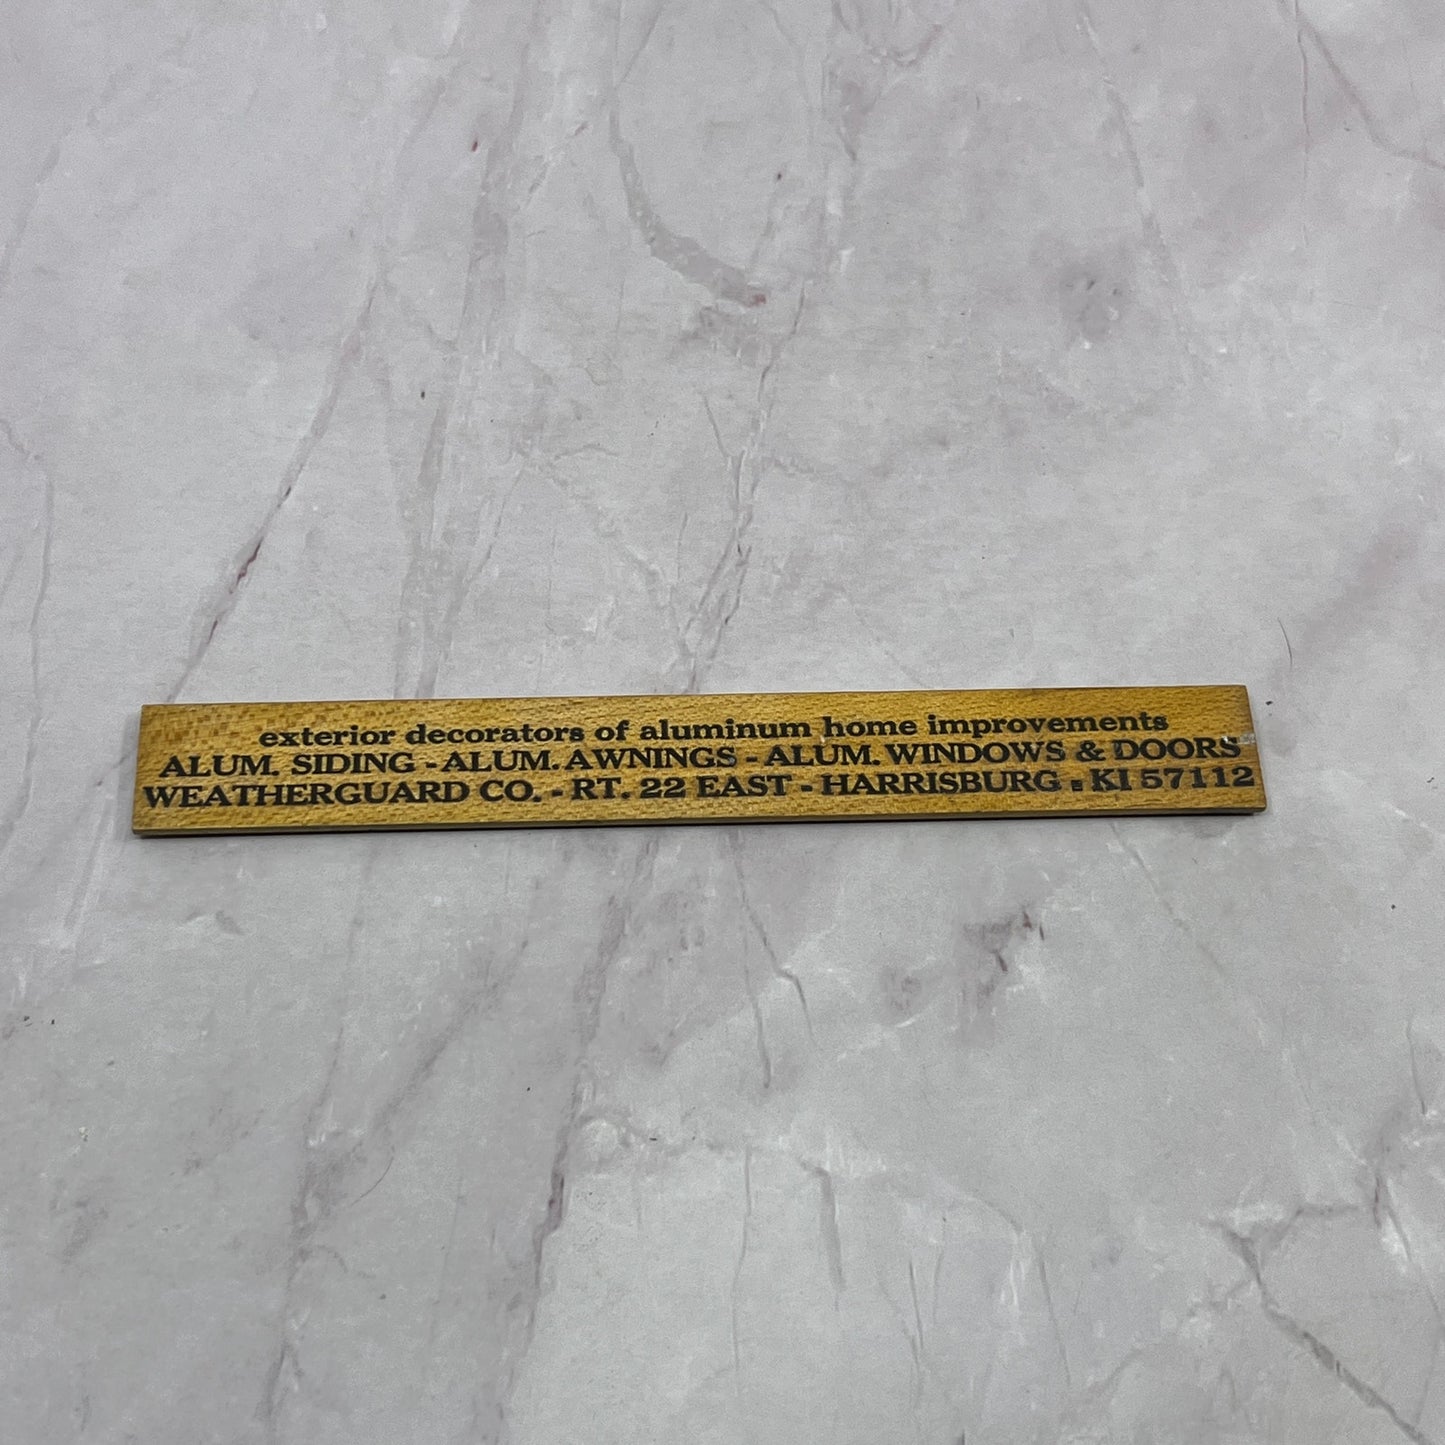 exterior decorators of aluminum home improvements
ALUM. SIDING - ALUM. AWNINGS - ALUM. WINDOWS & DOORS
WEATHERGUARD CO. - RT. 22 EAST - HARRISBURG - KI 57112